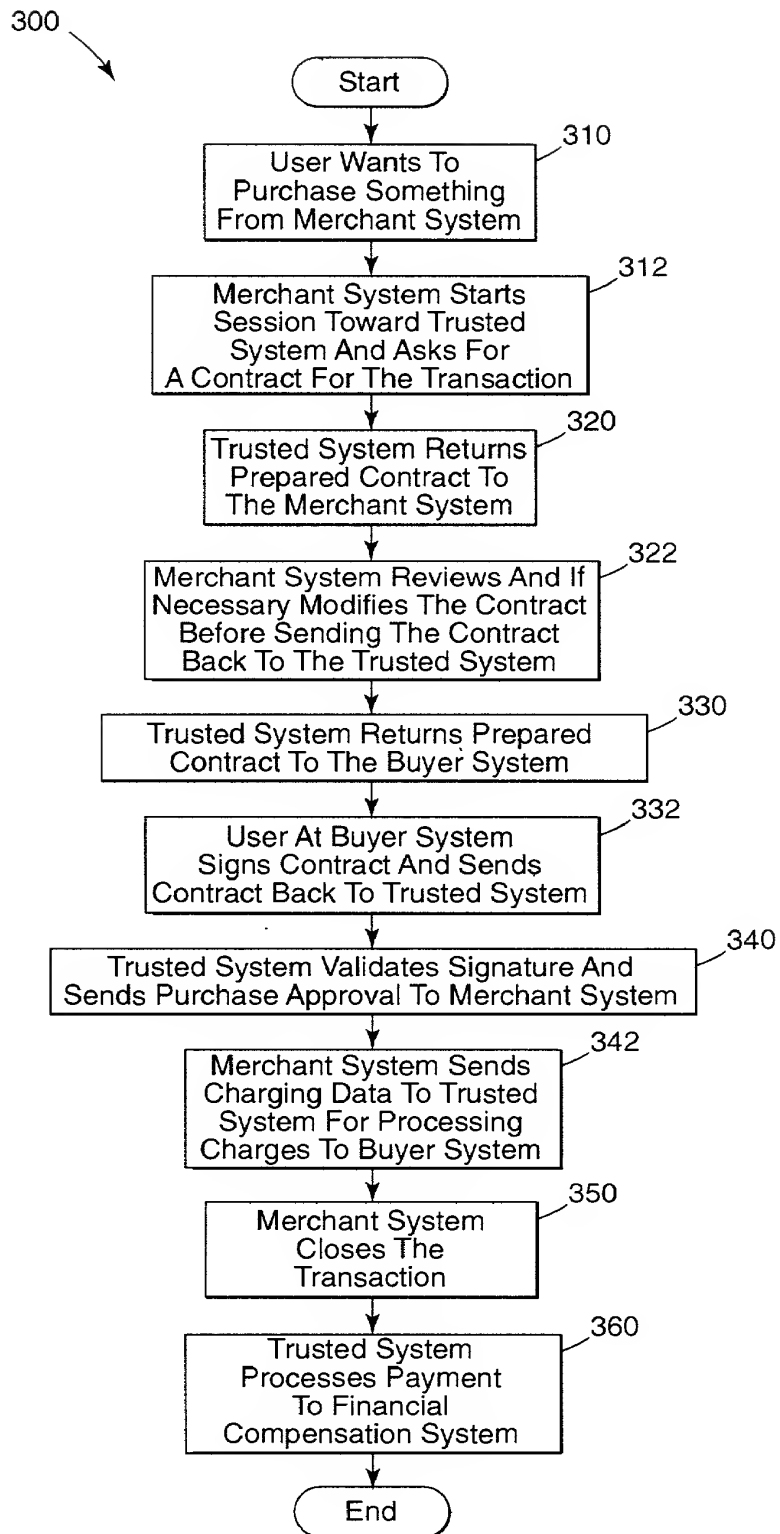 300
Start
310
User Wants To
Purchase Something
From Merchant System
312
Merchant System Starts
Session Toward Trusted
System And Asks For
A Contract For The Transaction
320
Trusted System Returns
Prepared Contract To
The Merchant System
322
Merchant System Reviews And If
Necessary Modifies The Contract
Before Sending The Contract
Back To The Trusted System
330
Trusted System Returns Prepared
Contract To The Buyer System
332
User At Buyer System
Signs Contract And Sends
Contract Back To Trusted System
340
Trusted System Validates Signature And
Sends Purchase Approval To Merchant System
342
Merchant System Sends
Charging Data To Trusted
System For Processing
Charges To Buyer System
350
Merchant System
Closes The
Transaction
360
Trusted System
Processes Payment
To Financial
Compensation System
End